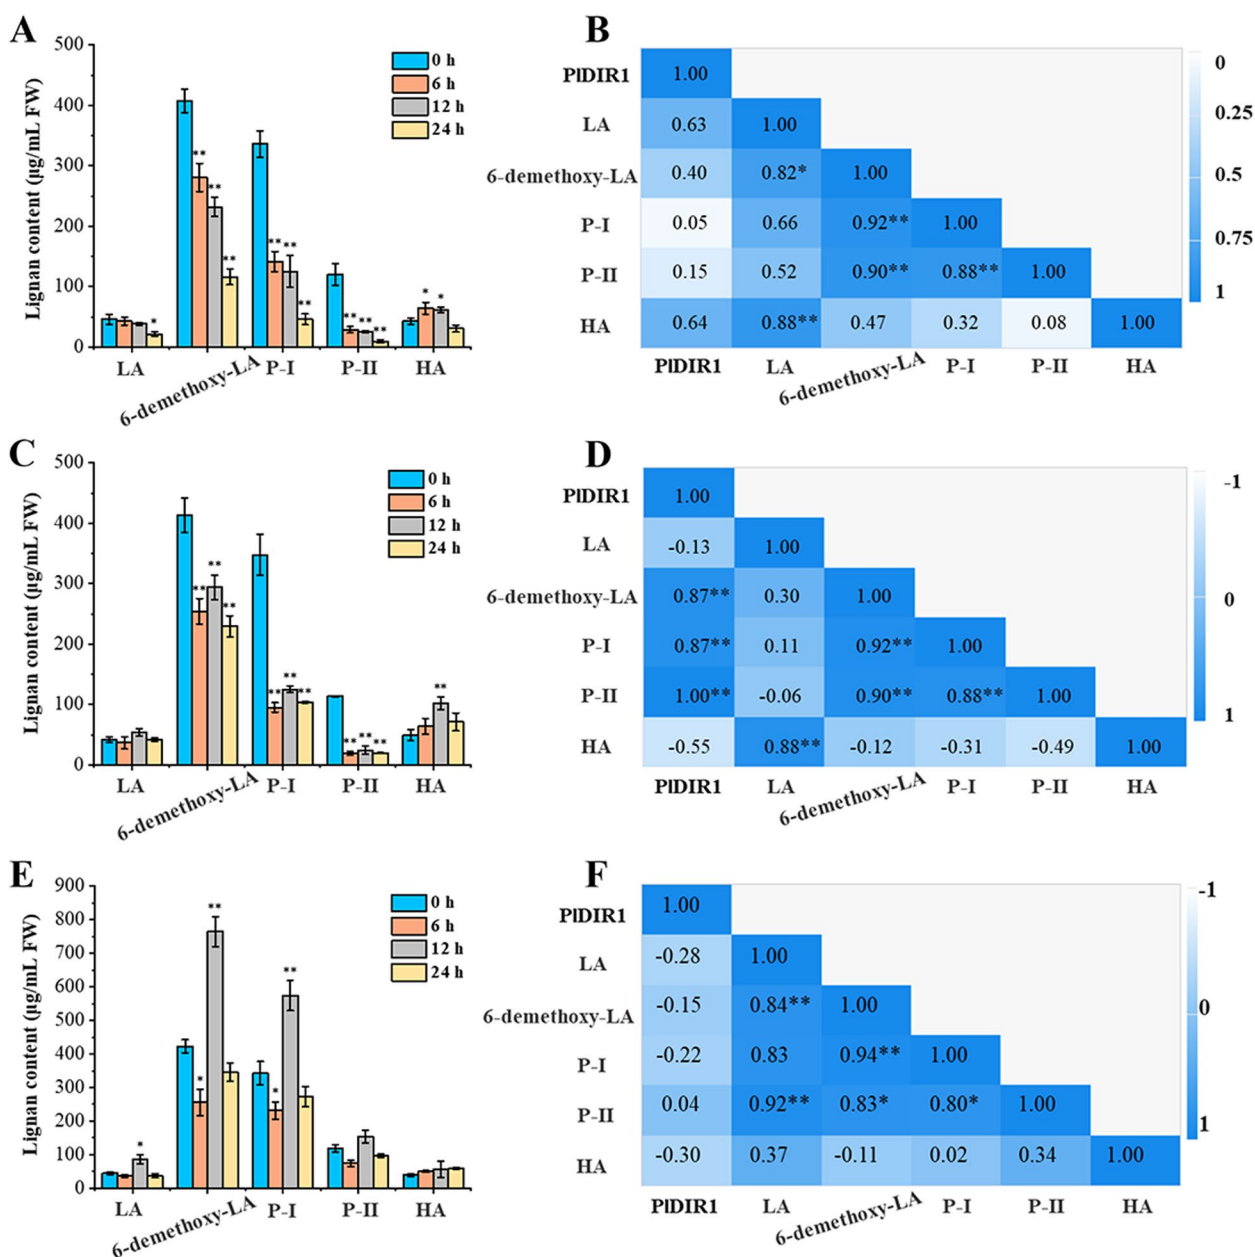 A
Lignan content (μg/mL FW)
500
400
300
200
100
0
0 h
6 h
12 h
24 h
** ** **
** ** **
** ** **
*
* *
LA 6-demethoxy-LA P-I P-II HA
B
PlDIR1 1.00
LA 0.63 1.00
6-demethoxy-LA 0.40 0.82* 1.00
P-I 0.05 0.66 0.92** 1.00
P-II 0.15 0.52 0.90** 0.88** 1.00
HA 0.64 0.88** 0.47 0.32 0.08 1.00
PlDIR1 LA 6-demethoxy-LA P-I P-II HA
0
0.25
0.5
0.75
1
C
Lignan content (μg/mL FW)
500
400
300
200
100
0
0 h
6 h
12 h
24 h
** ** **
** ** **
** ** **
**
LA 6-demethoxy-LA P-I P-II HA
D
PlDIR1 1.00
LA -0.13 1.00
6-demethoxy-LA 0.87** 0.30 1.00
P-I 0.87** 0.11 0.92** 1.00
P-II 1.00** -0.06 0.90** 0.88** 1.00
HA -0.55 0.88** -0.12 -0.31 -0.49 1.00
PlDIR1 LA 6-demethoxy-LA P-I P-II HA
-1
0
1
E
Lignan content (μg/mL FW)
900
800
700
600
500
400
300
200
100
0
0 h
6 h
12 h
24 h
*
* **
* **
LA 6-demethoxy-LA P-I P-II HA
F
PlDIR1 1.00
LA -0.28 1.00
6-demethoxy-LA -0.15 0.84** 1.00
P-I -0.22 0.83 0.94** 1.00
P-II 0.04 0.92** 0.83* 0.80* 1.00
HA -0.30 0.37 -0.11 0.02 0.34 1.00
PlDIR1 LA 6-demethoxy-LA P-I P-II HA
-1
0
1